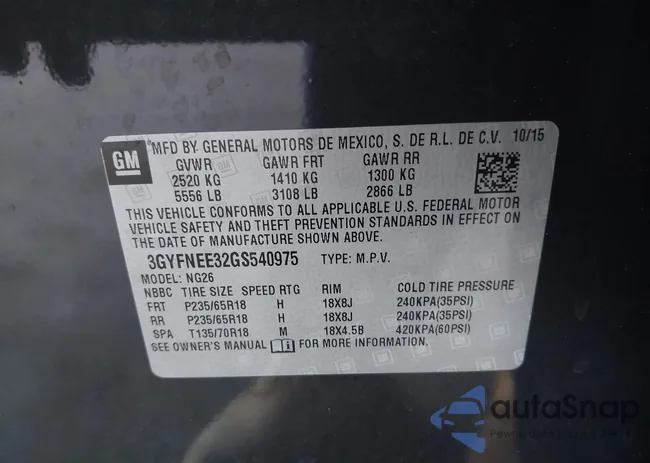 GM
MFD BY GENERAL MOTORS DE MEXICO, S. DE R.L. DE C.V. 10/15
GVWR GAWR FRT GAWR RR
2520 KG 1410 KG 1300 KG
5556 LB 3108 LB 2866 LB
THIS VEHICLE CONFORMS TO ALL APPLICABLE U.S. FEDERAL MOTOR
VEHICLE SAFETY AND THEFT PREVENTION STANDARDS IN EFFECT ON
THE DATE OF MANUFACTURE SHOWN ABOVE.
3GYFNEE32GS540975 TYPE: M.P.V.
MODEL: NG26
NBBC TIRE SIZE SPEED RTG RIM COLD TIRE PRESSURE
FRT P235/65R18 H 18X8J 240KPA(35PSI)
RR P235/65R18 H 18X8J 240KPA(35PSI)
SPA T135/70R18 M 18X4.5B 420KPA(60PSI)
SEE OWNER'S MANUAL FOR MORE INFORMATION.
autoSnap